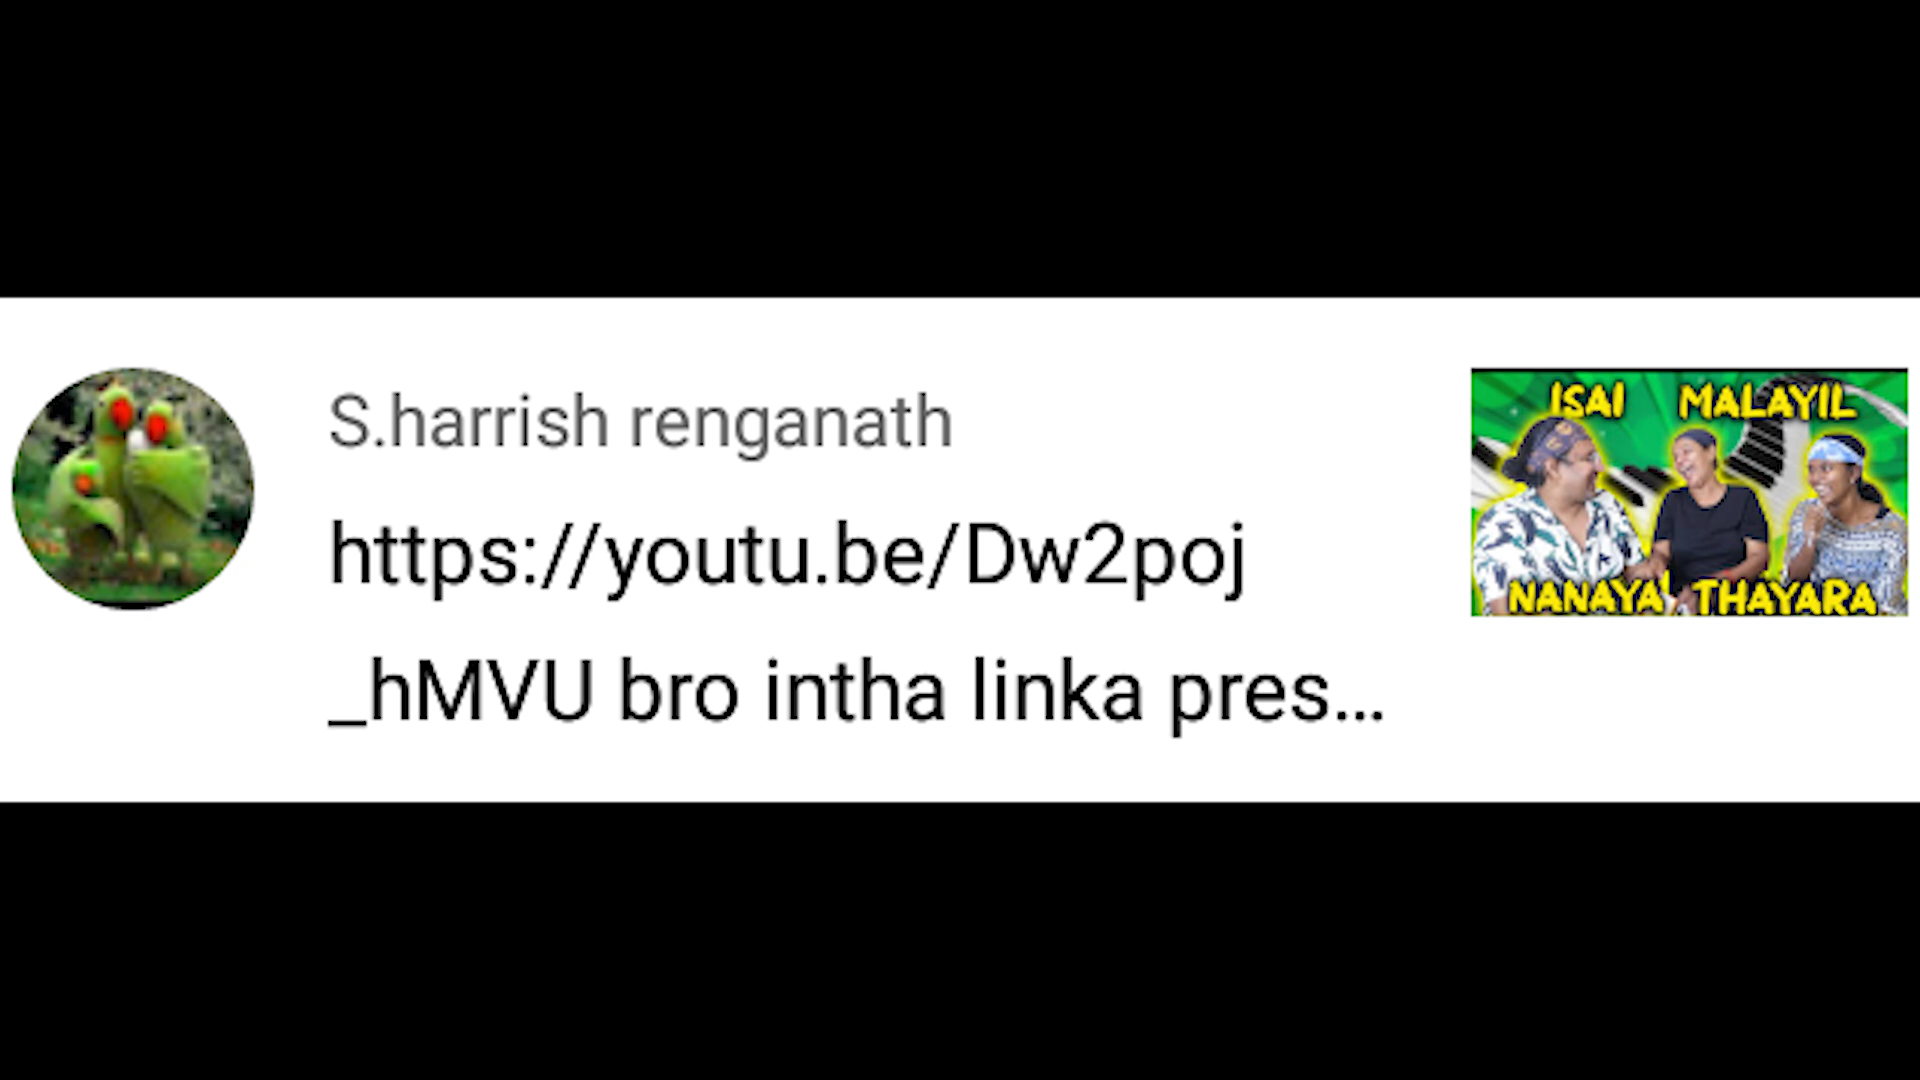 S.harrish renganath
https://youtu.be/Dw2poj
_hMVU bro intha linka pres...
ISAI MALAYIL
NANAYA THAYARA